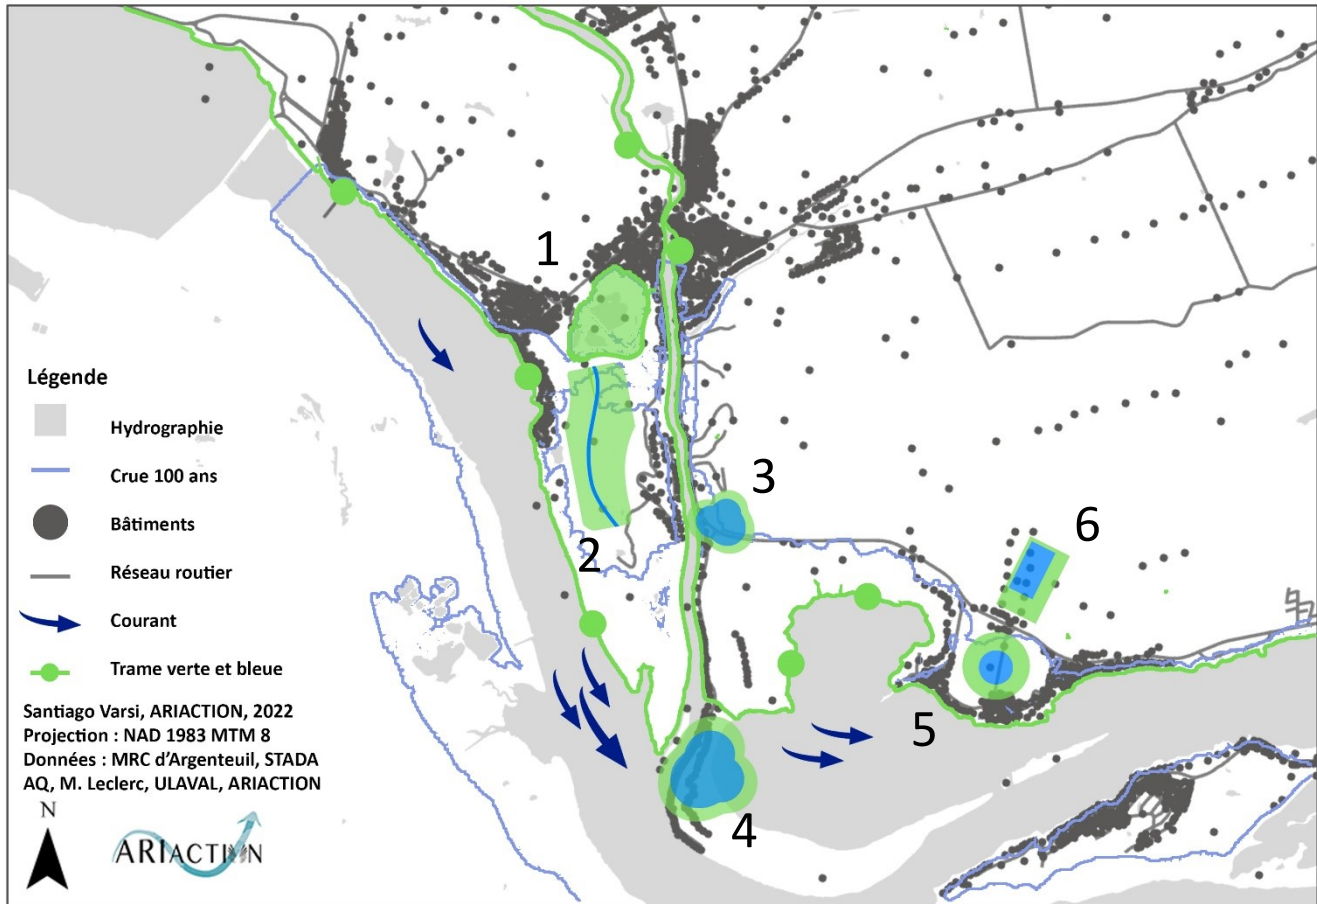 1
2
3
4
5
6
Légende
Hydrographie
Crue 100 ans
Bâtiments
Réseau routier
Courant
Trame verte et bleue
Santiago Varsi, ARIACTION, 2022
Projection : NAD 1983 MTM 8
Données : MRC d'Argenteuil, STADA
AQ, M. Leclerc, ULAVAL, ARIACTION
N
ARIACTION